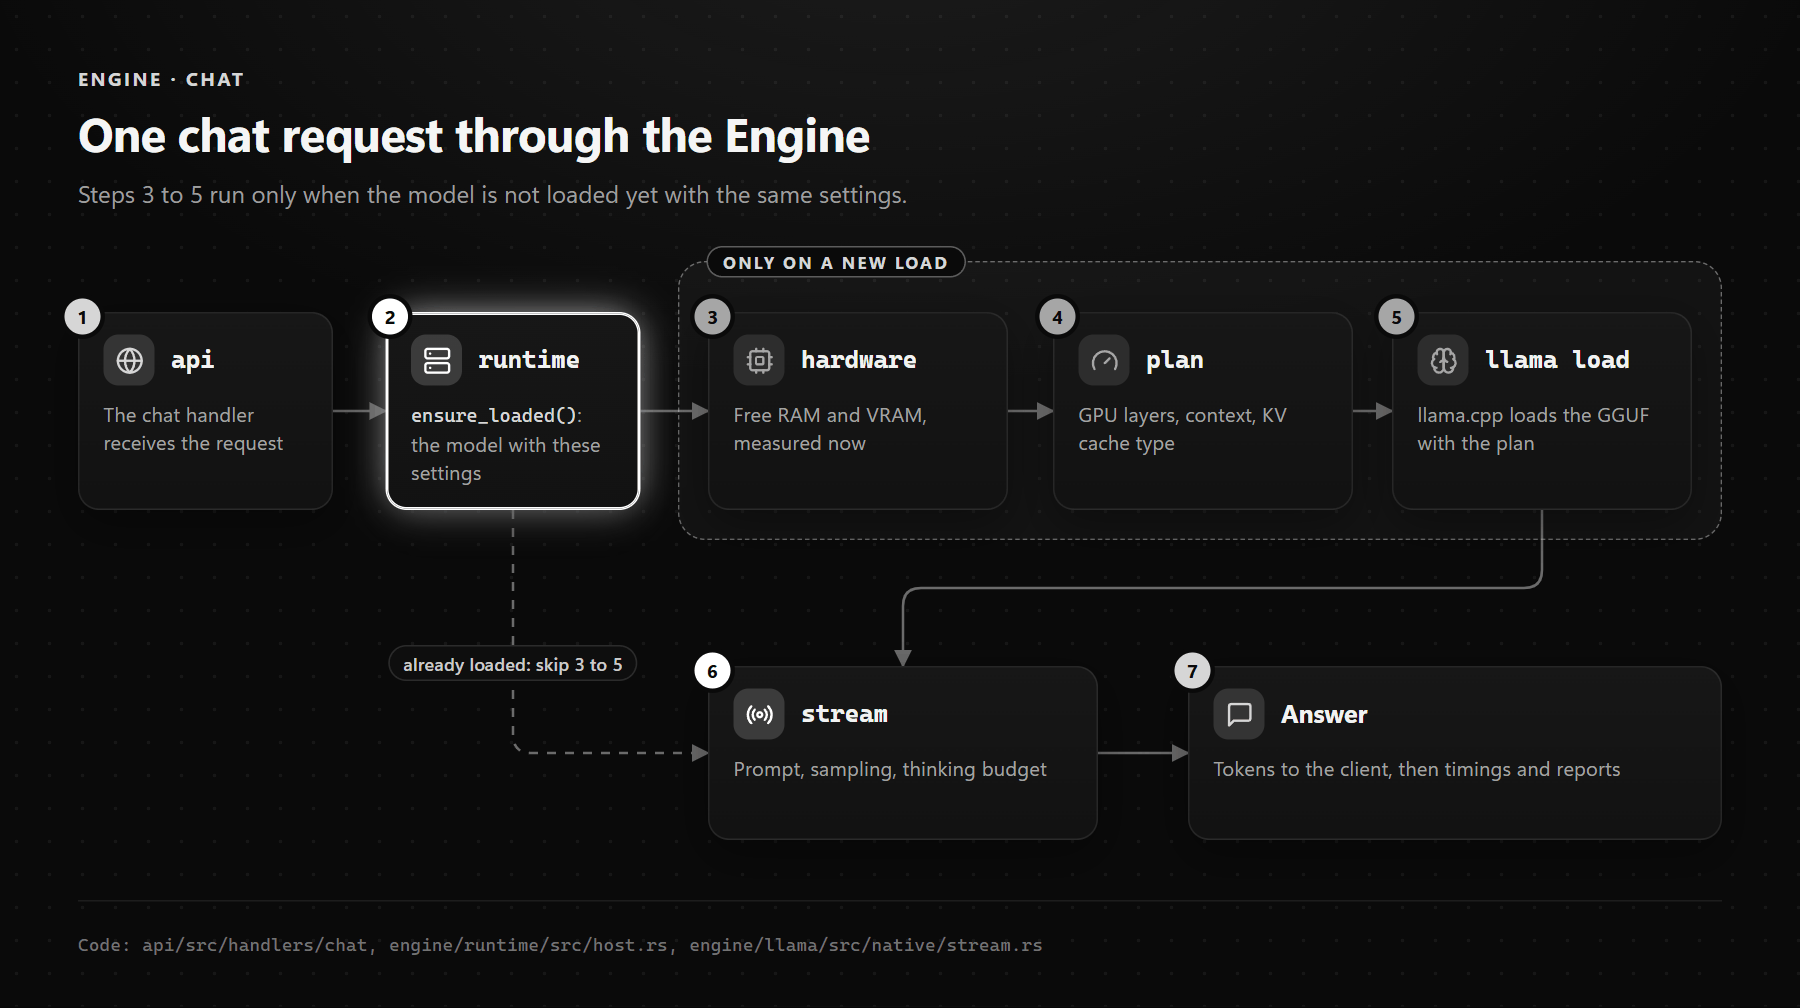 ENGINE · CHAT
One chat request through the Engine
Steps 3 to 5 run only when the model is not loaded yet with the same settings.
ONLY ON A NEW LOAD
1
api
The chat handler
receives the request
2
runtime
ensure_loaded():
the model with these
settings
3
hardware
Free RAM and VRAM,
measured now
4
plan
GPU layers, context, KV
cache type
5
llama load
llama.cpp loads the GGUF
with the plan
already loaded: skip 3 to 5
6
stream
Prompt, sampling, thinking budget
7
Answer
Tokens to the client, then timings and reports
Code: api/src/handlers/chat, engine/runtime/src/host.rs, engine/llama/src/native/stream.rs